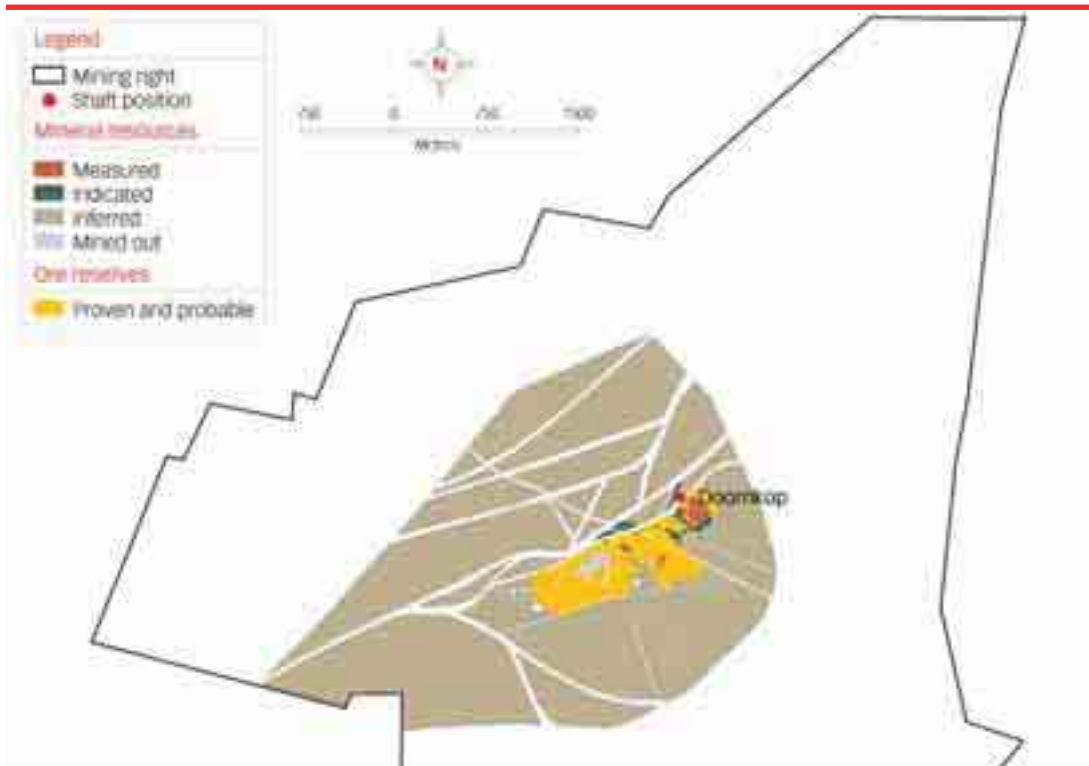 Legend
Mining right
Shaft position
Mineral resources
Measured
Indicated
Inferred
Mined out
Ore reserves
Proven and probable
N
750 0 750 1500
Doornkop